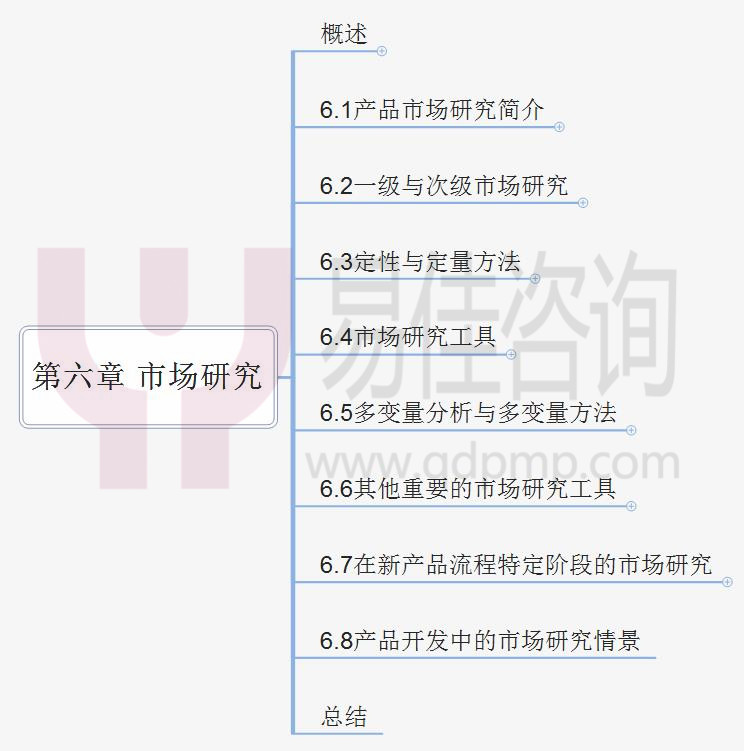 概述
6.1产品市场研究简介
6.2一级与次级市场研究
6.3定性与定量方法
易佳咨询
6.4市场研究工具
第六章 市场研究
6.5多变量分析与多变量方法
www.qdpmp.com
6.6其他重要的市场研究工具
6.7在新产品流程特定阶段的市场研究
6.8产品开发中的市场研究情景
总结